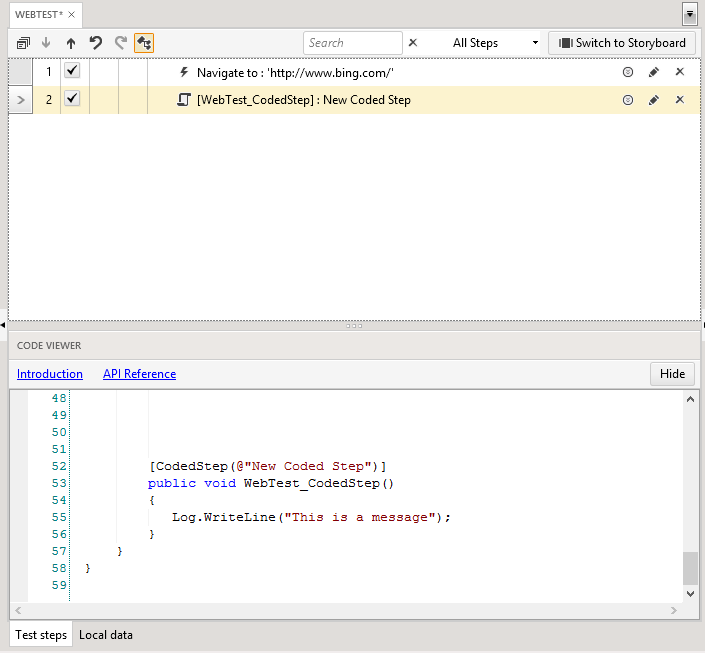 WEBTEST* ×
Search × All Steps Switch to Storyboard
1 Navigate to : 'http://www.bing.com/'
2 [WebTest_CodedStep] : New Coded Step
CODE VIEWER
Introduction API Reference Hide
48
49
50
51
52 [CodedStep(@"New Coded Step")]
53 public void WebTest_CodedStep()
54 {
55 Log.WriteLine("This is a message");
56 }
57 }
58 }
59
Test steps Local data